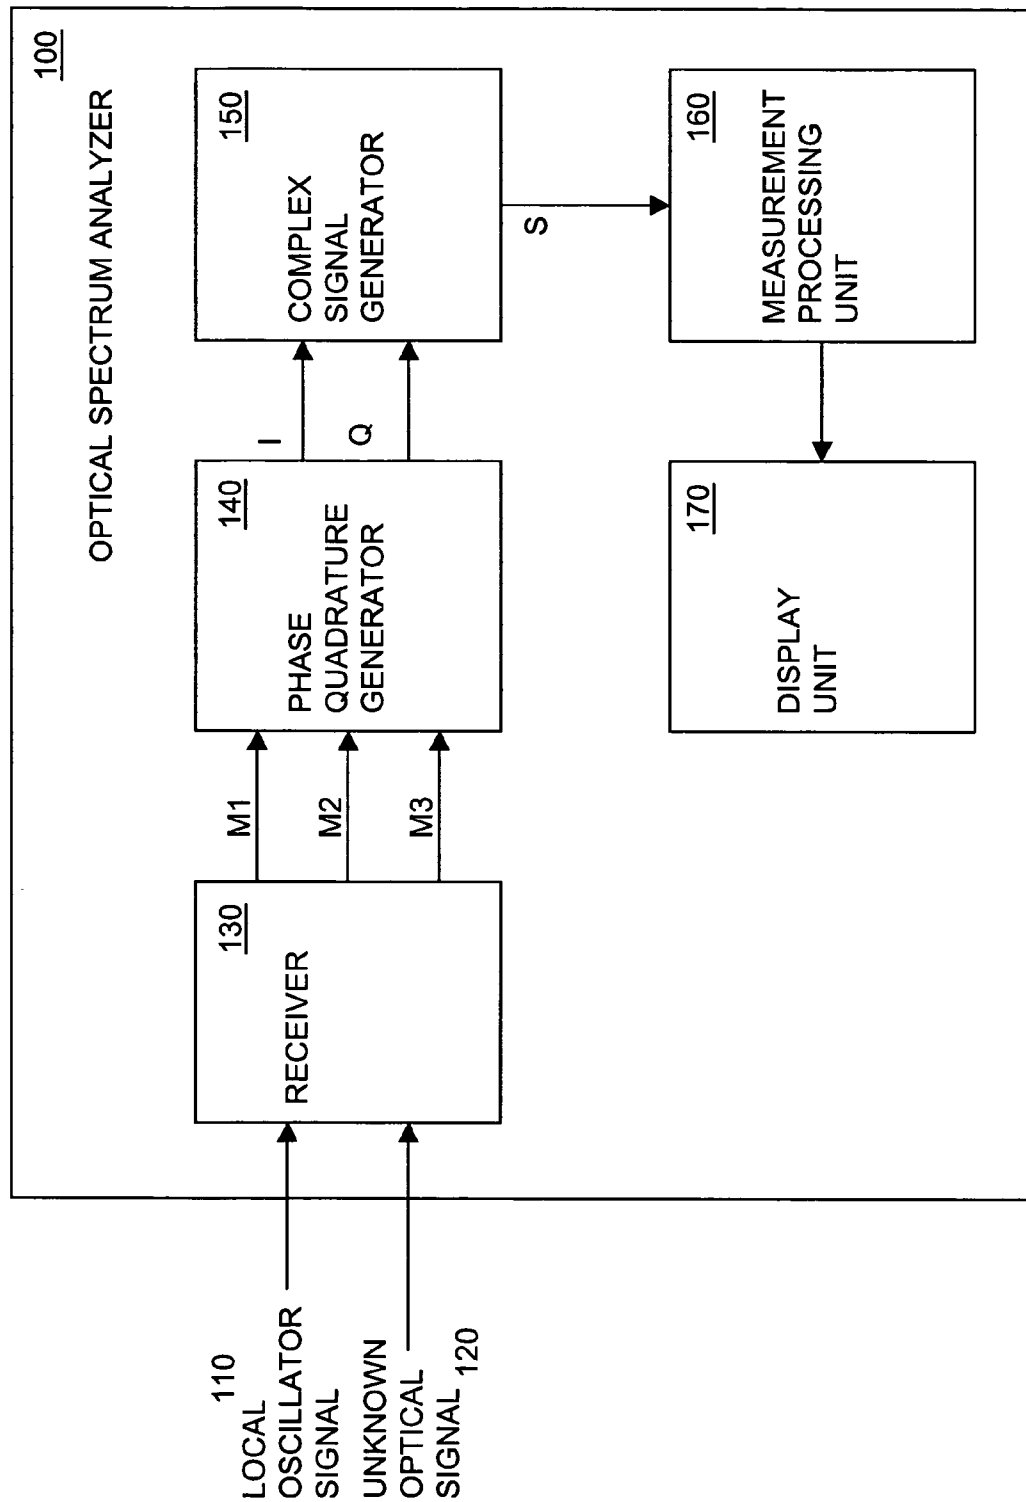 100
OPTICAL SPECTRUM ANALYZER
110
LOCAL
OSCILLATOR
SIGNAL
UNKNOWN
OPTICAL
SIGNAL
120
130
RECEIVER
M1
M2
M3
140
PHASE
QUADRATURE
GENERATOR
I
Q
150
COMPLEX
SIGNAL
GENERATOR
S
160
MEASUREMENT
PROCESSING
UNIT
170
DISPLAY
UNIT